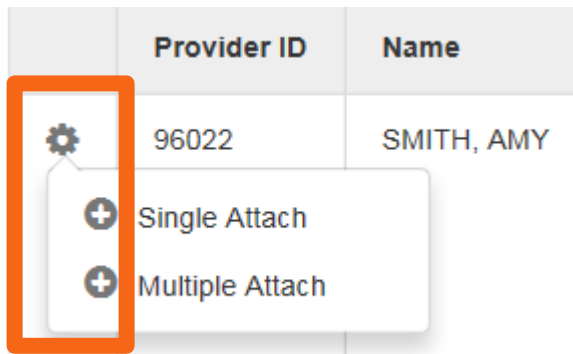 Provider ID Name
96022 SMITH, AMY
Single Attach
Multiple Attach